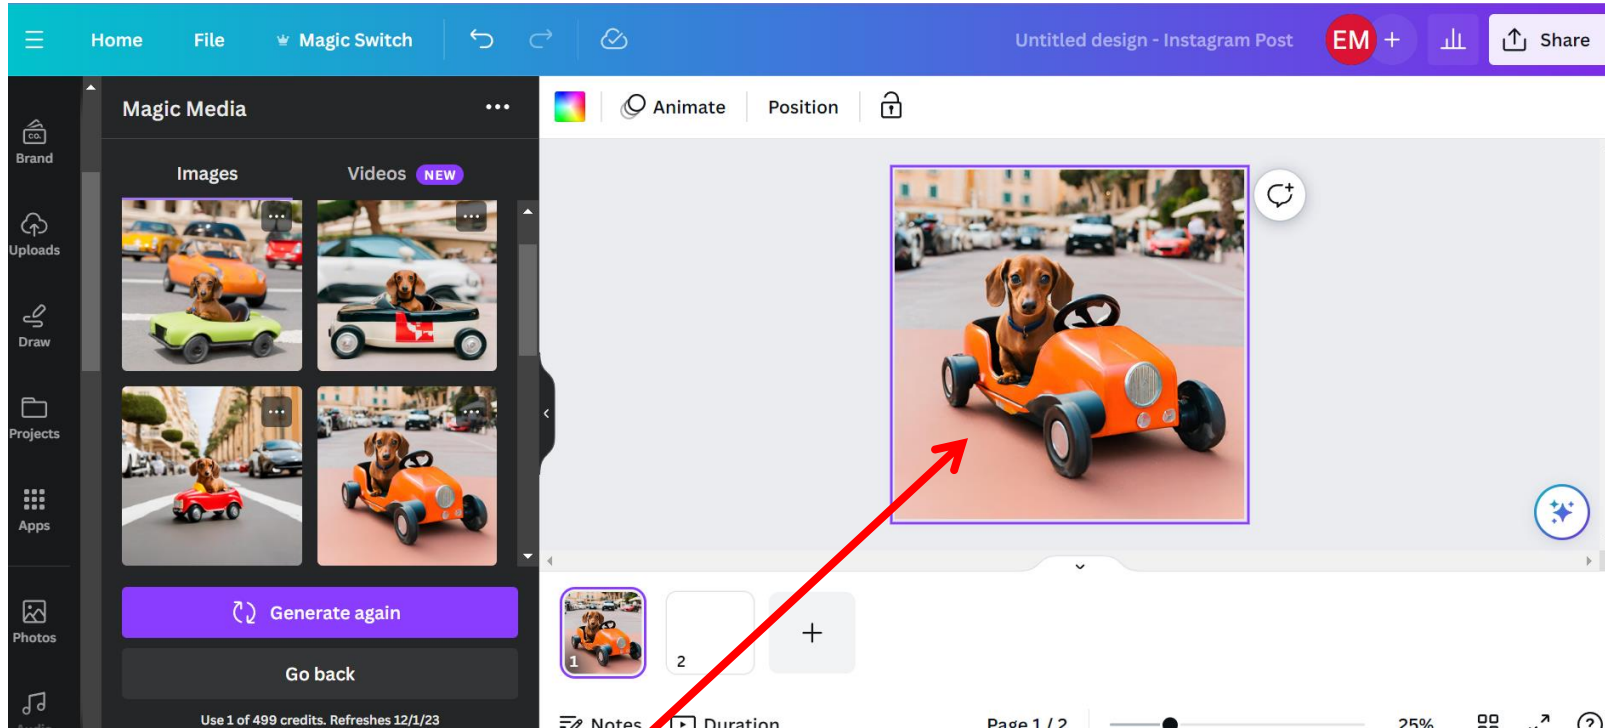 Home File Magic Switch Untitled design - Instagram Post EM + Share
Magic Media
Animate Position
Brand
Images Videos NEW
Uploads
Draw
Projects
Apps
Generate again
Photos
1 2
Go back
Use 1 of 499 credits. Refreshes 12/1/23
Notes Duration Page 1 / 2 25%